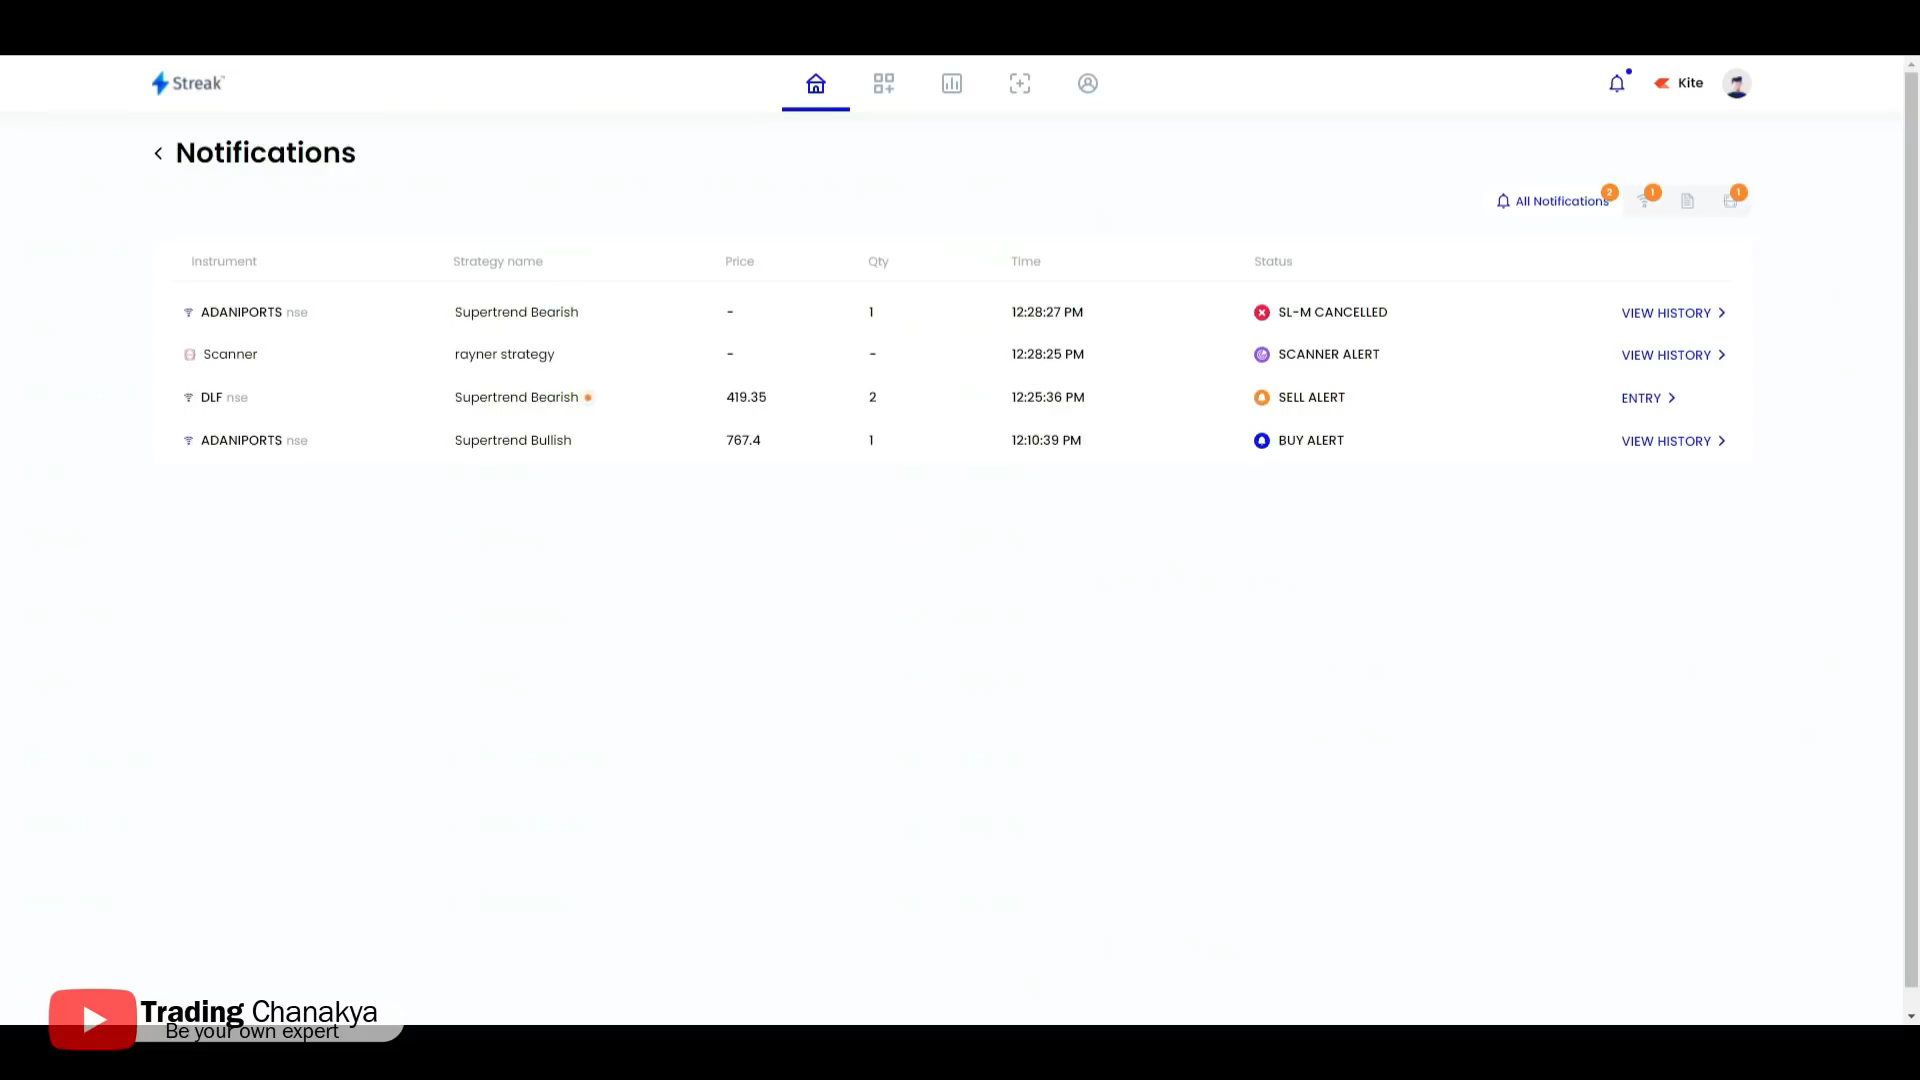 Streak™
Kite
Notifications
All Notifications 2 1 1
Instrument Strategy name Price Qty Time Status
ADANIPORTS nse Supertrend Bearish - 1 12:28:27 PM SL-M CANCELLED VIEW HISTORY
Scanner rayner strategy - - 12:28:25 PM SCANNER ALERT VIEW HISTORY
DLF nse Supertrend Bearish 419.35 2 12:25:36 PM SELL ALERT ENTRY
ADANIPORTS nse Supertrend Bullish 767.4 1 12:10:39 PM BUY ALERT VIEW HISTORY
Trading Chanakya
Be your own expert